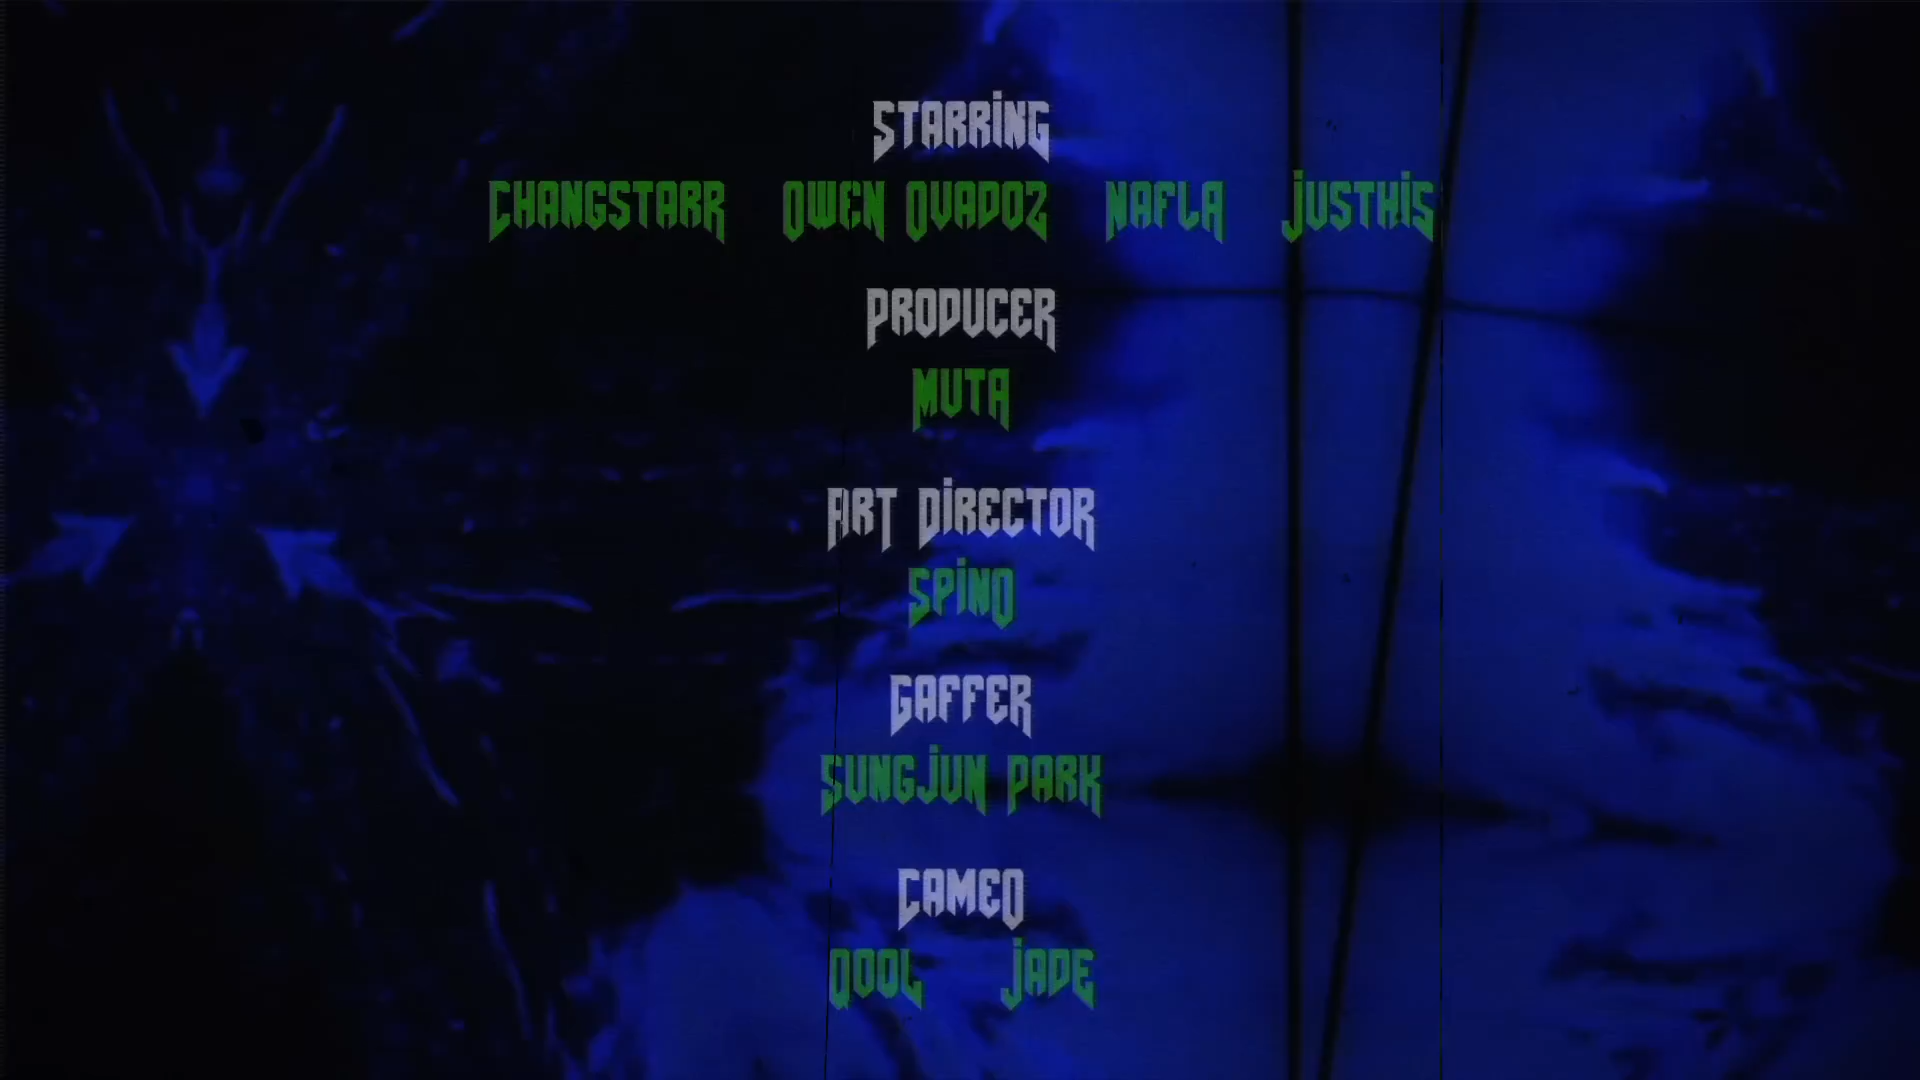 STARRING
CHANGSTARR OWEN OVADOZ NAFLA JUSTHIS
PRODUCER
MUTA
ART DIRECTOR
SPINO
GAFFER
SUNGJUN PARK
CAMEO
QOOL JADE